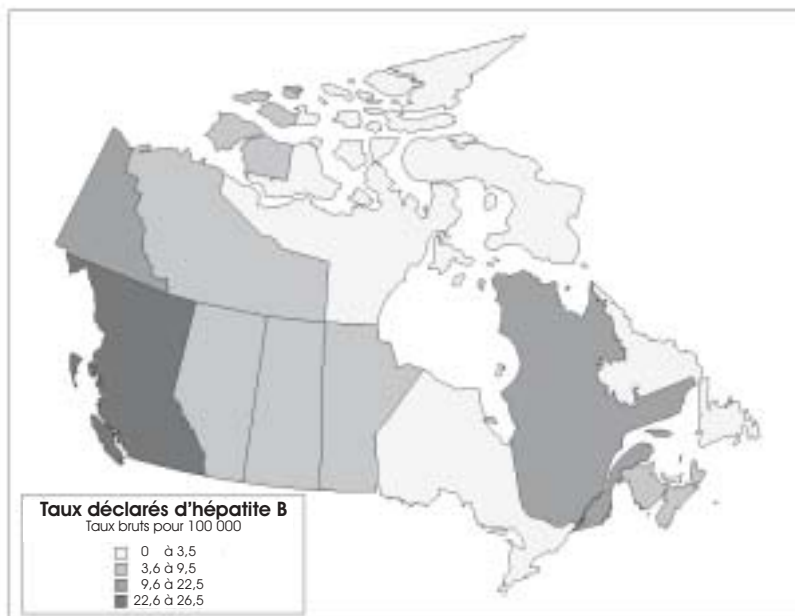 Taux déclarés d'hépatite B
Taux bruts pour 100 000
0 à 3,5
3,6 à 9,5
9,6 à 22,5
22,6 à 26,5